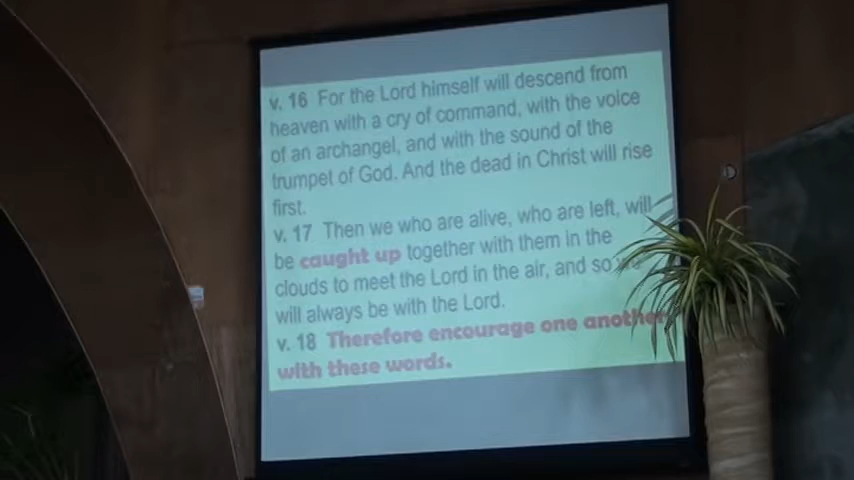 v. 16 For the Lord himself will descend from
heaven with a cry of command, with the voice
of an archangel, and with the sound of the
trumpet of God. And the dead in Christ will rise
first.
v. 17 Then we who are alive, who are left, will
be caught up together with them in the
clouds to meet the Lord in the air, and so we
will always be with the Lord.
v. 18 Therefore encourage one another
with these words.